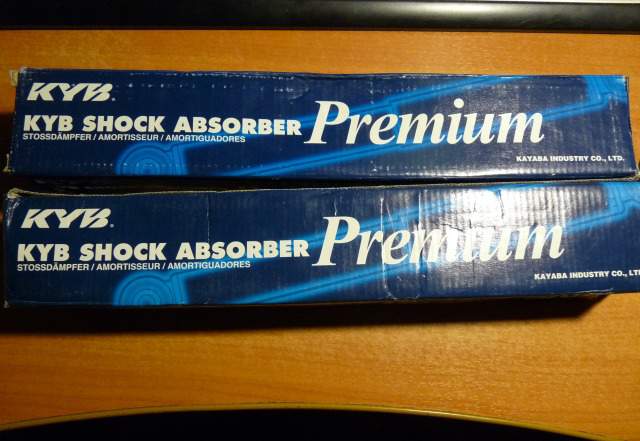 KYB®
KYB SHOCK ABSORBER Premium
STOSSDÄMPFER / AMORTISSEUR / AMORTIGUADORES
KAYABA INDUSTRY CO., LTD.
KYB®
KYB SHOCK ABSORBER Premium
STOSSDÄMPFER / AMORTISSEUR / AMORTIGUADORES
KAYABA INDUSTRY CO., LTD